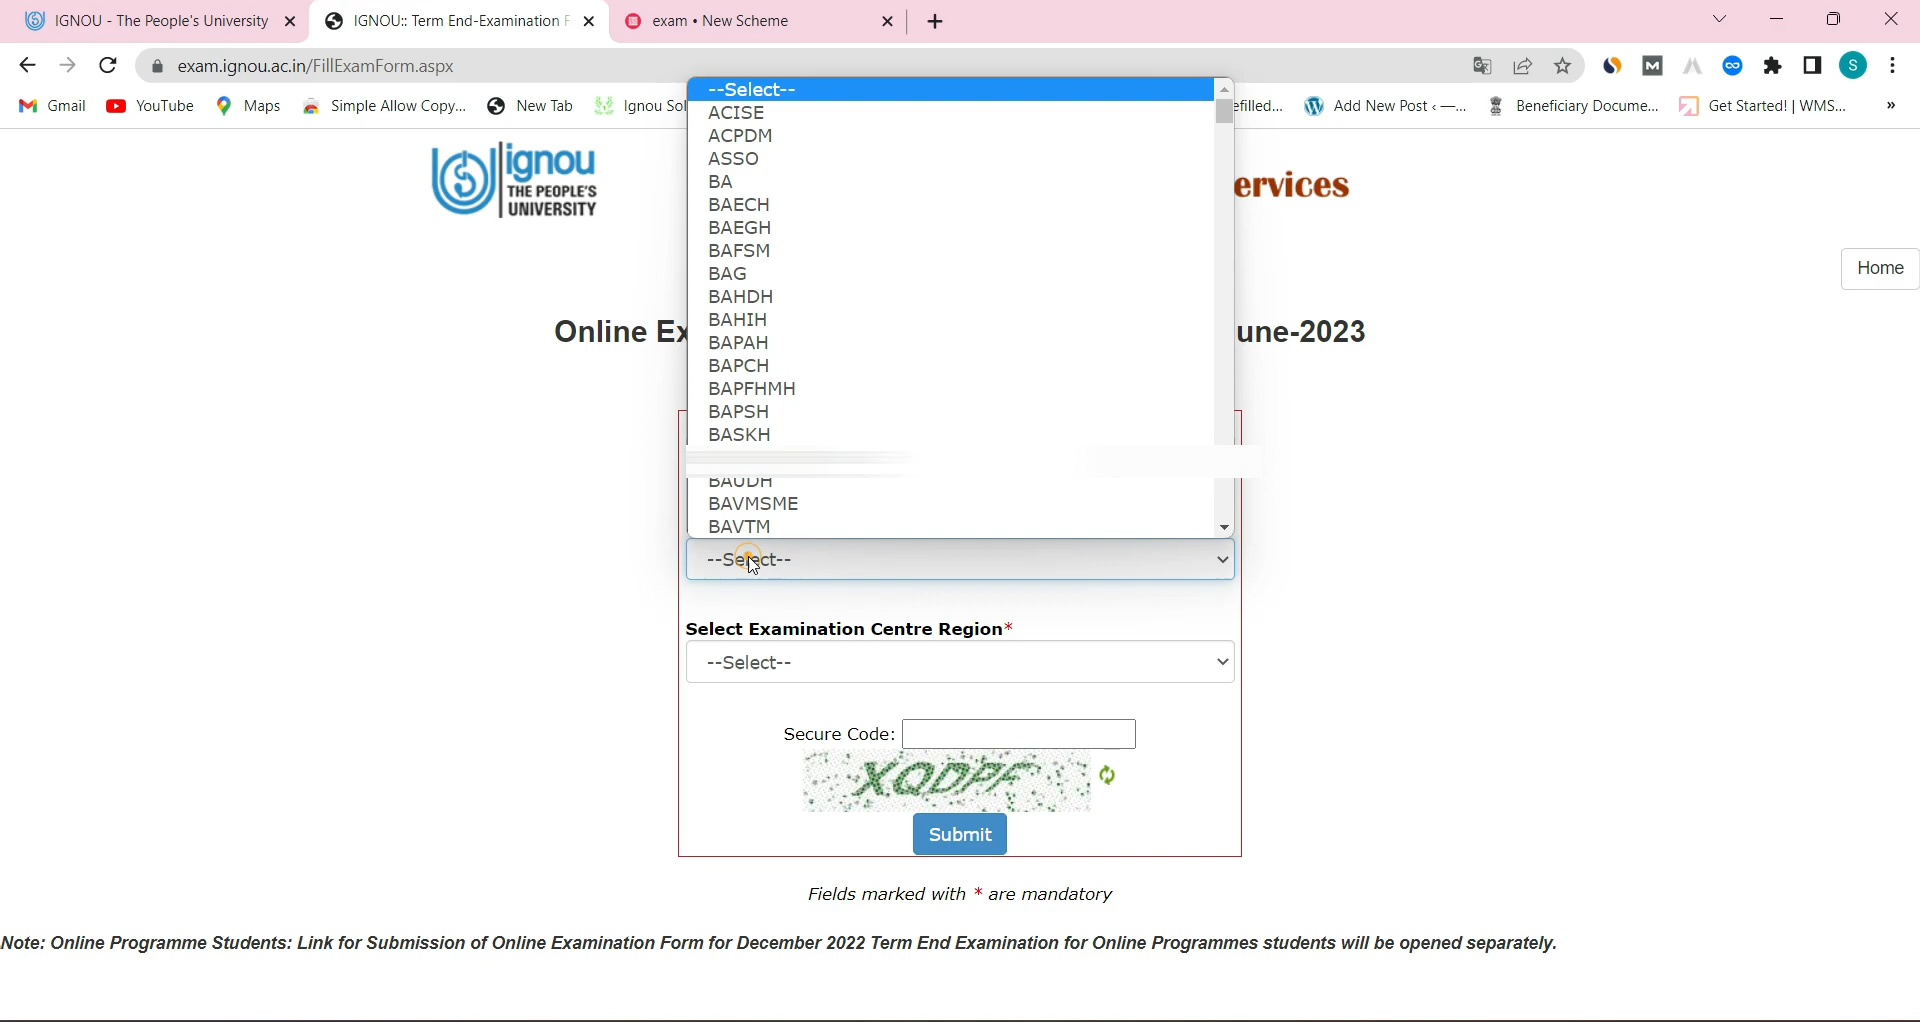 IGNOU - The People's University
IGNOU:: Term End-Examination F
exam • New Scheme
exam.ignou.ac.in/FillExamForm.aspx
S
Gmail
YouTube
Maps
Simple Allow Copy...
New Tab
Ignou Sol
efilled...
Add New Post ‹ —...
Beneficiary Docume...
Get Started! | WMS...
»
ignou
THE PEOPLE'S
UNIVERSITY
ervices
Home
Online Ex
une-2023
--Select--
ACISE
ACPDM
ASSO
BA
BAECH
BAEGH
BAFSM
BAG
BAHDH
BAHIH
BAPAH
BAPCH
BAPFHMH
BAPSH
BASKH
BAUDH
BAVMSME
BAVTM
--Select--
Select Examination Centre Region*
--Select--
Secure Code:
XQDPF
Submit
Fields marked with * are mandatory
Note: Online Programme Students: Link for Submission of Online Examination Form for December 2022 Term End Examination for Online Programmes students will be opened separately.